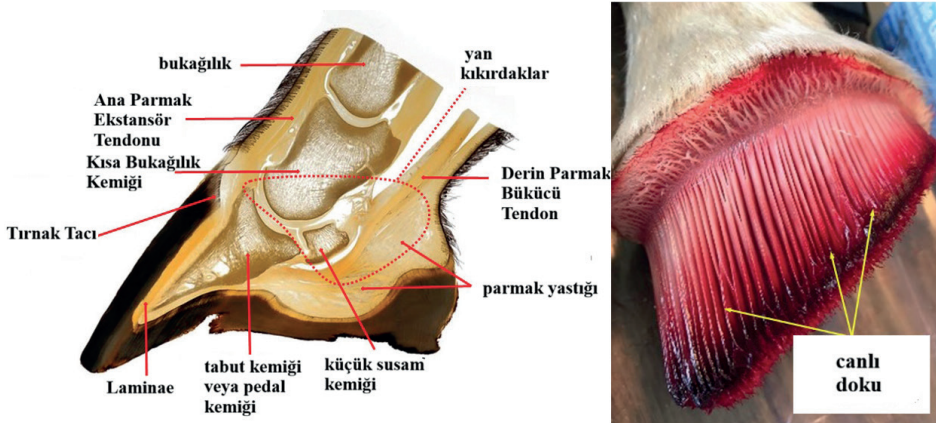 bukağılık
yan
kıkırdaklar
Ana Parmak
Ekstansör
Tendonu
Kısa Bukağılık
Kemiği
Derin Parmak
Bükücü
Tendon
Tırnak Tacı
parmak yastığı
Laminae
tabut kemiği
veya pedal
kemiği
küçük susam
kemiği
canlı
doku